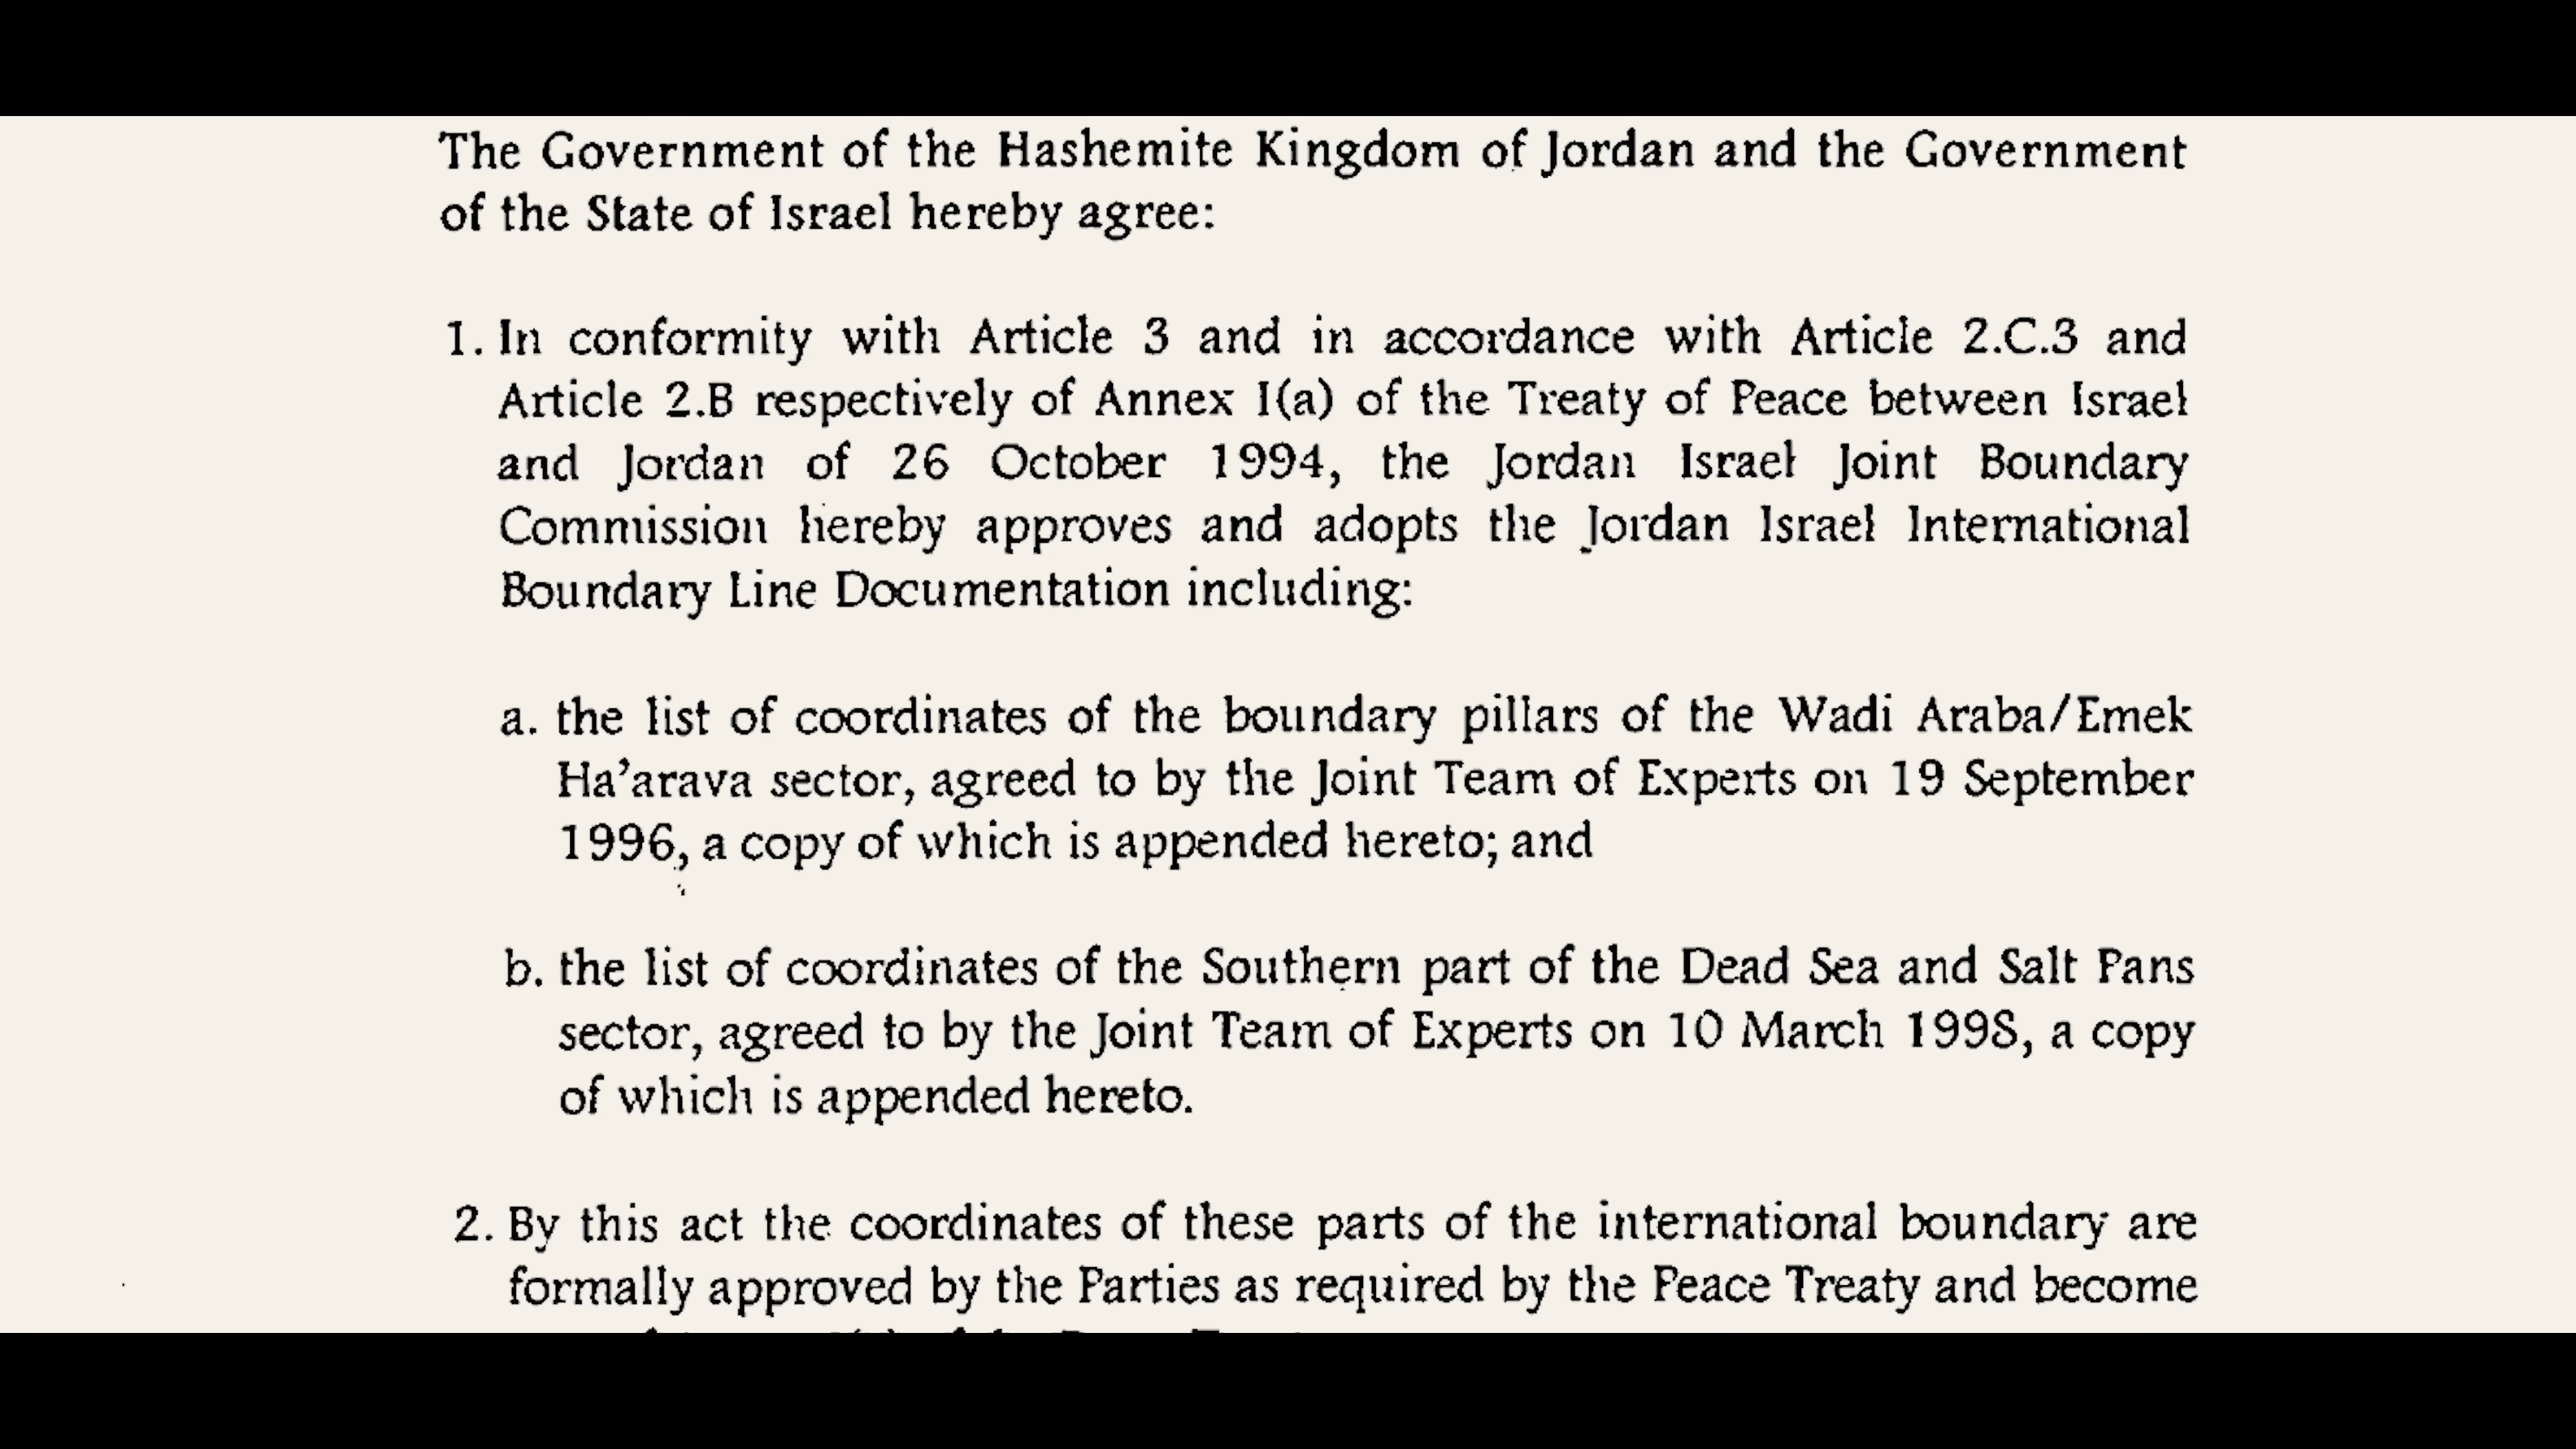 The Government of the Hashemite Kingdom of Jordan and the Government
of the State of Israel hereby agree:
1. In conformity with Article 3 and in accordance with Article 2.C.3 and
Article 2.B respectively of Annex I(a) of the Treaty of Peace between Israel
and Jordan of 26 October 1994, the Jordan Israel Joint Boundary
Commission hereby approves and adopts the Jordan Israel International
Boundary Line Documentation including:
a. the list of coordinates of the boundary pillars of the Wadi Araba/Emek
Ha'arava sector, agreed to by the Joint Team of Experts on 19 September
1996, a copy of which is appended hereto; and
b. the list of coordinates of the Southern part of the Dead Sea and Salt Pans
sector, agreed to by the Joint Team of Experts on 10 March 1998, a copy
of which is appended hereto.
2. By this act the coordinates of these parts of the international boundary are
formally approved by the Parties as required by the Peace Treaty and become